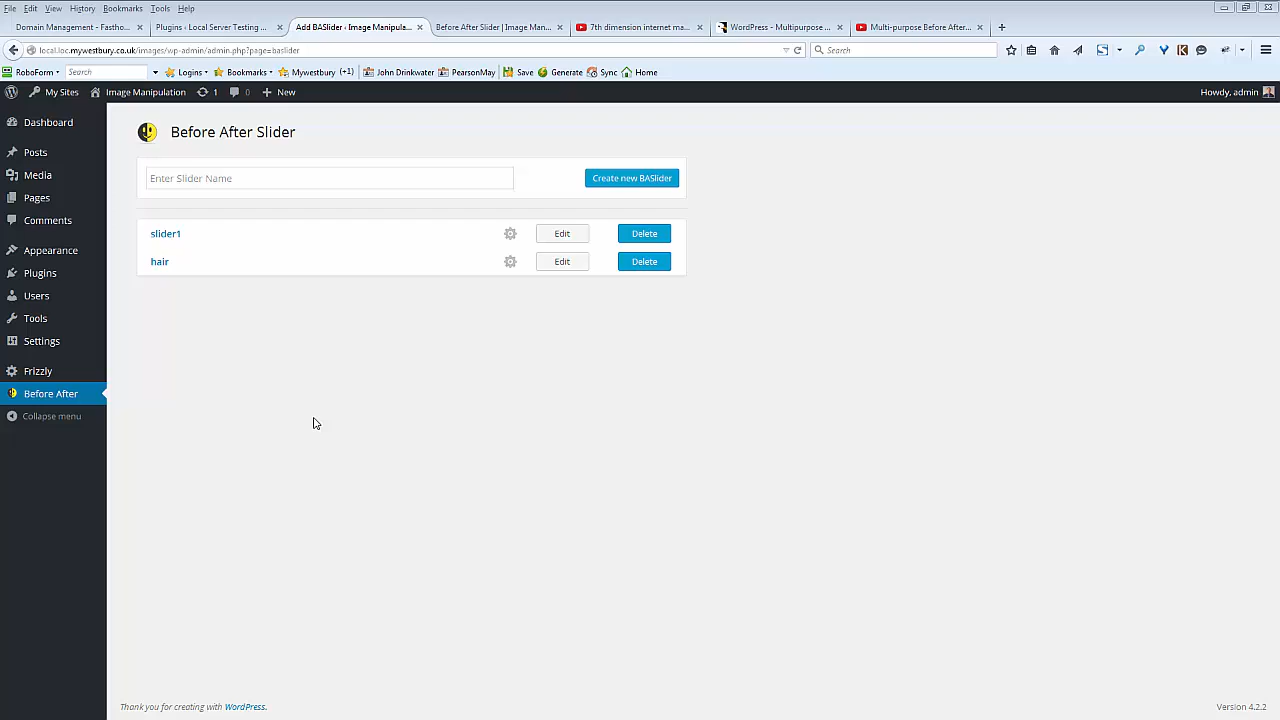 File Edit View History Bookmarks Tools Help
Domain Management - Fastho... × Plugins ‹ Local Server Testing ... × Add BASlider ‹ Image Manipula... × Before After Slider | Image Man... × 7th dimension internet ma... × WordPress - Multipurpose ... × Multi-purpose Before After... × +
local.loc.mywestbury.co.uk/images/wp-admin/admin.php?page=baslider Search
RoboForm Search Logins Bookmarks Mywestbury (+1) John Drinkwater PearsonMay Save Generate Sync Home
My Sites Image Manipulation 1 0 + New Howdy, admin
Dashboard
Posts
Media
Pages
Comments
Appearance
Plugins
Users
Tools
Settings
Frizzly
Before After
Collapse menu
Before After Slider
Enter Slider Name Create new BASlider
slider1 Edit Delete
hair Edit Delete
Thank you for creating with WordPress. Version 4.2.2